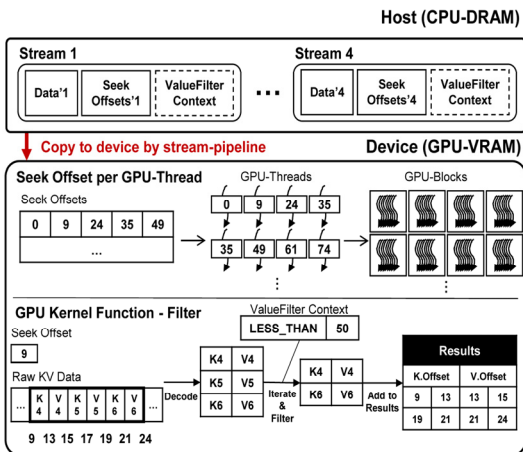 Host (CPU-DRAM)
Stream 1
Data'1
Seek
Offsets'1
ValueFilter
Context
...
Stream 4
Data'4
Seek
Offsets'4
ValueFilter
Context
Copy to device by stream-pipeline
Device (GPU-VRAM)
Seek Offset per GPU-Thread
Seek Offsets
0 9 24 35 49
...
GPU-Threads
0 9 24 35
35 49 61 74
GPU-Blocks
GPU Kernel Function - Filter
Seek Offset
9
Raw KV Data
... K4 V4 K5 V5 K6 V6 ...
9 13 15 17 19 21 24
Decode
K4 V4
K5 V5
K6 V6
ValueFilter Context
LESS_THAN 50
Iterate
&
Filter
K4 V4
K6 V6
Add to
Results
Results
K.Offset V.Offset
9 13 13 15
19 21 21 24